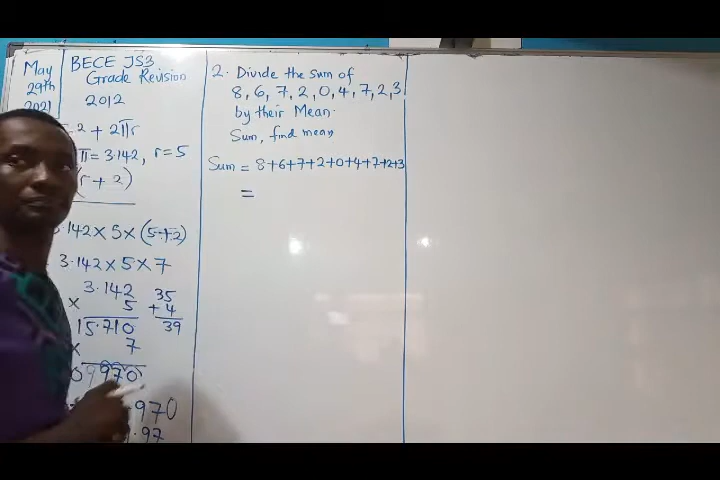 May
29th
2021
BECE JS3
Grade Revision
2012
2 + 2πr
π = 3.142, r = 5
(r + 2)
3.142 × 5 × (5+2)
3.142 × 5 × 7
3.142
× 5
15.710
× 7
9970
35
+ 4
39
.970
.97
2. Divide the sum of
8, 6, 7, 2, 0, 4, 7, 2, 3
by their Mean.
Sum, find mean
Sum = 8+6+7+2+0+4+7+2+3
=